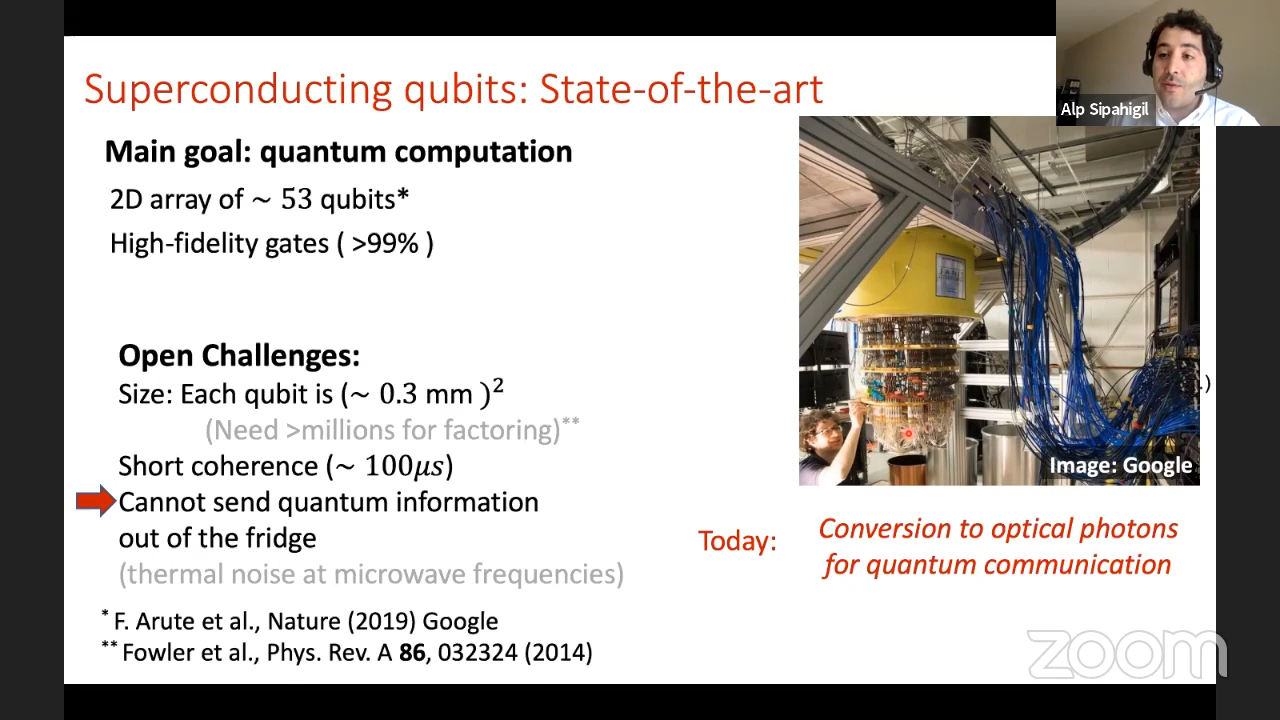 Superconducting qubits: State-of-the-art
Alp Sipahigil
Main goal: quantum computation
2D array of ~ 53 qubits*
High-fidelity gates ( >99% )
Open Challenges:
Size: Each qubit is (~ 0.3 mm )²
(Need >millions for factoring)**
Short coherence (~ 100μs)
Cannot send quantum information
out of the fridge
(thermal noise at microwave frequencies)
* F. Arute et al., Nature (2019) Google
** Fowler et al., Phys. Rev. A 86, 032324 (2014)
.)
Image: Google
Today:
Conversion to optical photons
for quantum communication
zoom